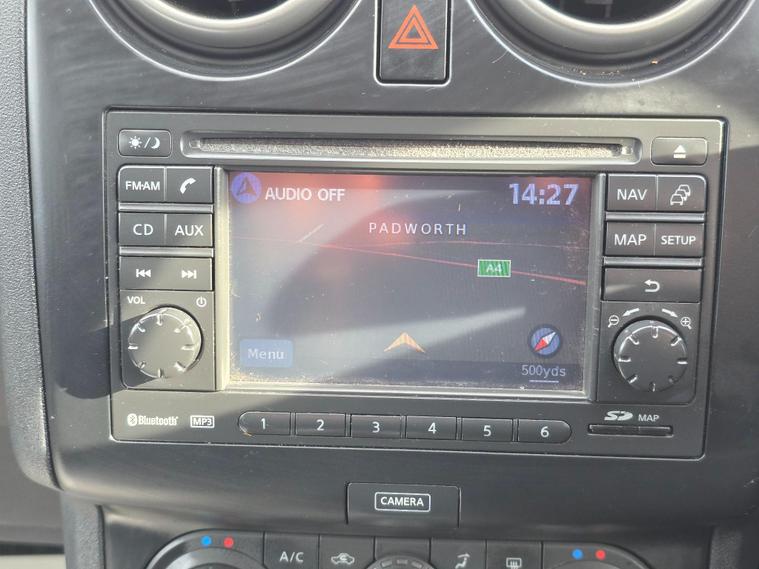 FM·AM
CD AUX
VOL
AUDIO OFF 14:27
PADWORTH
A4
Menu
500yds
NAV
MAP SETUP
Bluetooth MP3
1 2 3 4 5 6
SD MAP
CAMERA
A/C